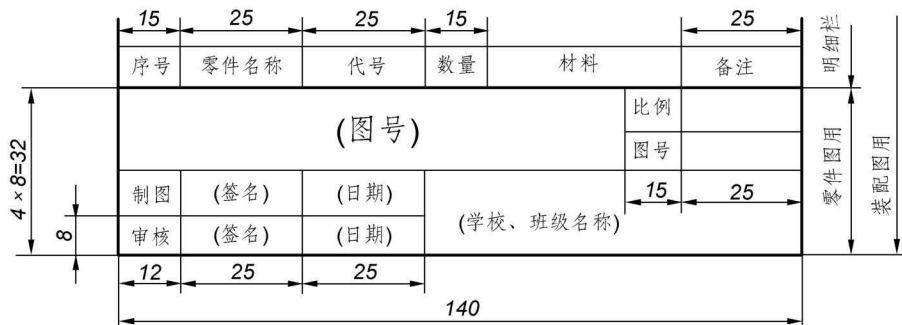 15 25 25 15 25
序号 零件名称 代号 数量 材料 备注
明细栏
(图号)
比例
图号
4×8=32
8
制图 (签名) (日期)
审核 (签名) (日期)
(学校、班级名称)
15 25
12 25 25
140
零件图用
装配图用